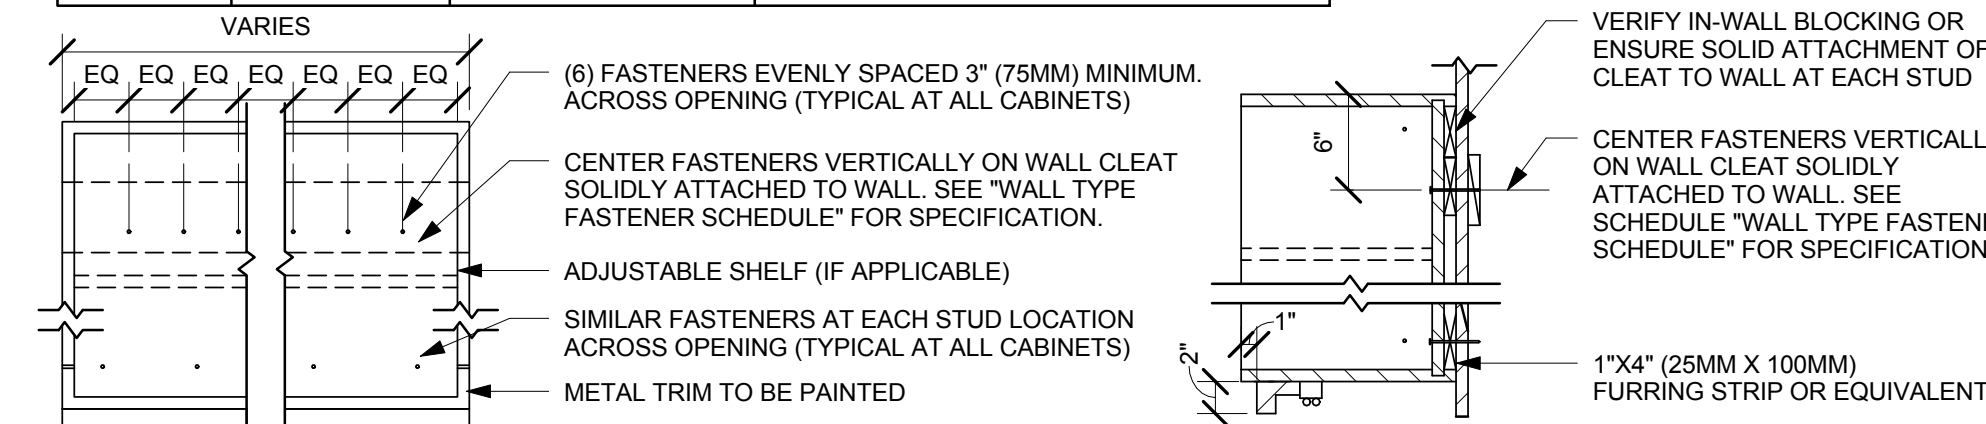 VARIES
EQ EQ EQ EQ EQ EQ EQ
(6) FASTENERS EVENLY SPACED 3" (75MM) MINIMUM.
ACROSS OPENING (TYPICAL AT ALL CABINETS)
CENTER FASTENERS VERTICALLY ON WALL CLEAT
SOLIDLY ATTACHED TO WALL. SEE "WALL TYPE
FASTENER SCHEDULE" FOR SPECIFICATION.
ADJUSTABLE SHELF (IF APPLICABLE)
SIMILAR FASTENERS AT EACH STUD LOCATION
ACROSS OPENING (TYPICAL AT ALL CABINETS)
METAL TRIM TO BE PAINTED
6"
1"
2"
VERIFY IN-WALL BLOCKING OR
ENSURE SOLID ATTACHMENT OF
CLEAT TO WALL AT EACH STUD
CENTER FASTENERS VERTICALL
ON WALL CLEAT SOLIDLY
ATTACHED TO WALL. SEE
SCHEDULE "WALL TYPE FASTENE
SCHEDULE" FOR SPECIFICATION
1"X4" (25MM X 100MM)
FURRING STRIP OR EQUIVALENT